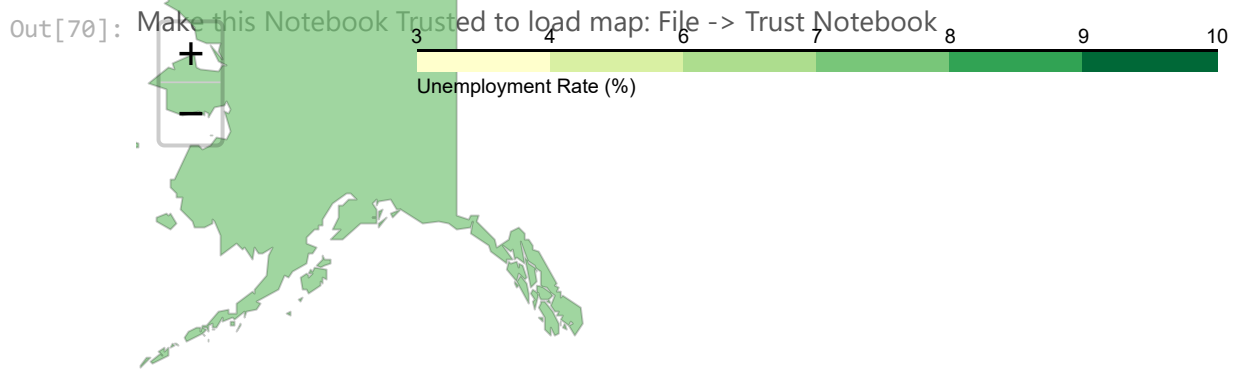 Out[70]: Make this Notebook Trusted to load map: File -> Trust Notebook
3 4 6 7 8 9 10
+
Unemployment Rate (%)
−